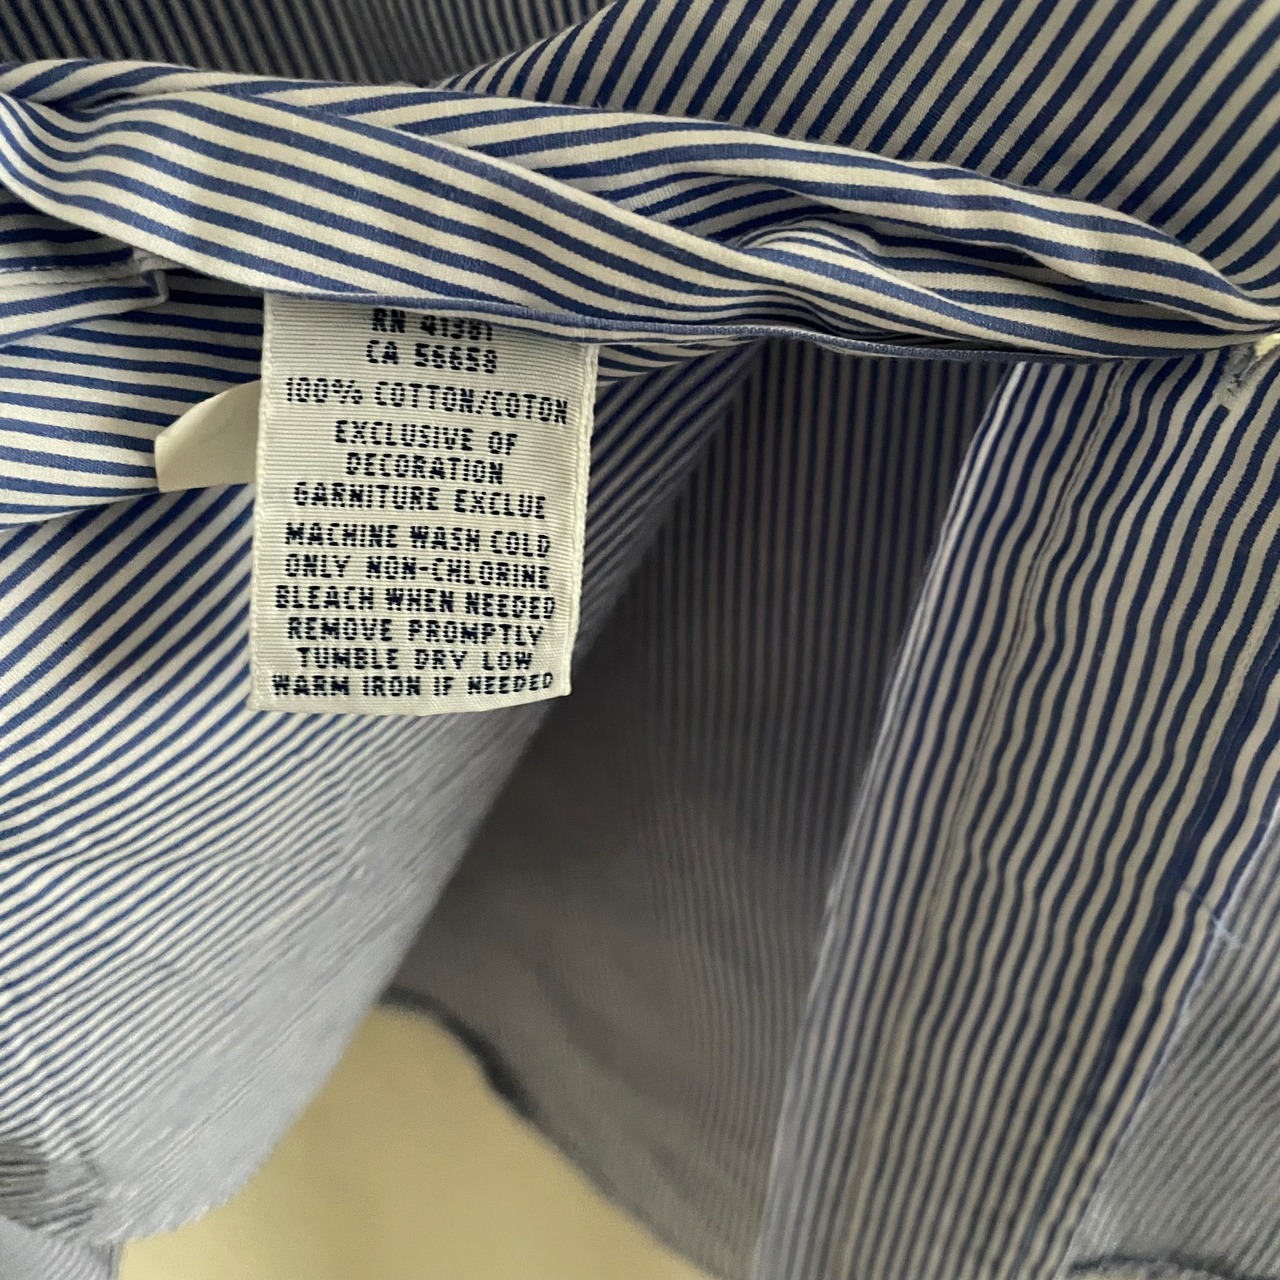 RN 41381
CA 56658
100% COTTON/COTON
EXCLUSIVE OF
DECORATION
GARNITURE EXCLUE
MACHINE WASH COLD
ONLY NON-CHLORINE
BLEACH WHEN NEEDED
REMOVE PROMPTLY
TUMBLE DRY LOW
WARM IRON IF NEEDED